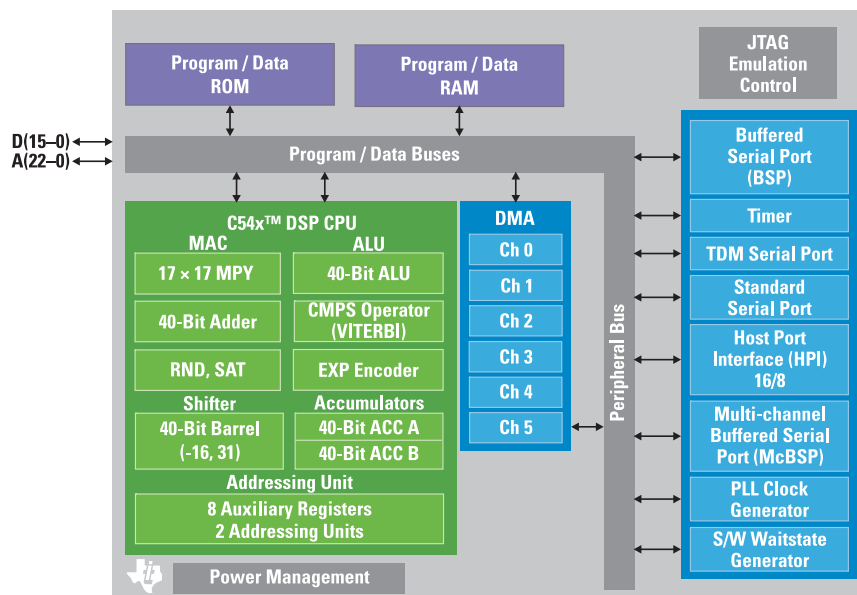 Program / Data
ROM
Program / Data
RAM
JTAG
Emulation
Control
D(15–0)
A(22–0)
Program / Data Buses
C54x™ DSP CPU
MAC
17 × 17 MPY
40-Bit Adder
RND, SAT
Shifter
40-Bit Barrel
(-16, 31)
ALU
40-Bit ALU
CMPS Operator
(VITERBI)
EXP Encoder
Accumulators
40-Bit ACC A
40-Bit ACC B
Addressing Unit
8 Auxiliary Registers
2 Addressing Units
DMA
Ch 0
Ch 1
Ch 2
Ch 3
Ch 4
Ch 5
Peripheral Bus
Buffered
Serial Port
(BSP)
Timer
TDM Serial Port
Standard
Serial Port
Host Port
Interface (HPI)
16/8
Multi-channel
Buffered Serial
Port (McBSP)
PLL Clock
Generator
S/W Waitstate
Generator
Power Management